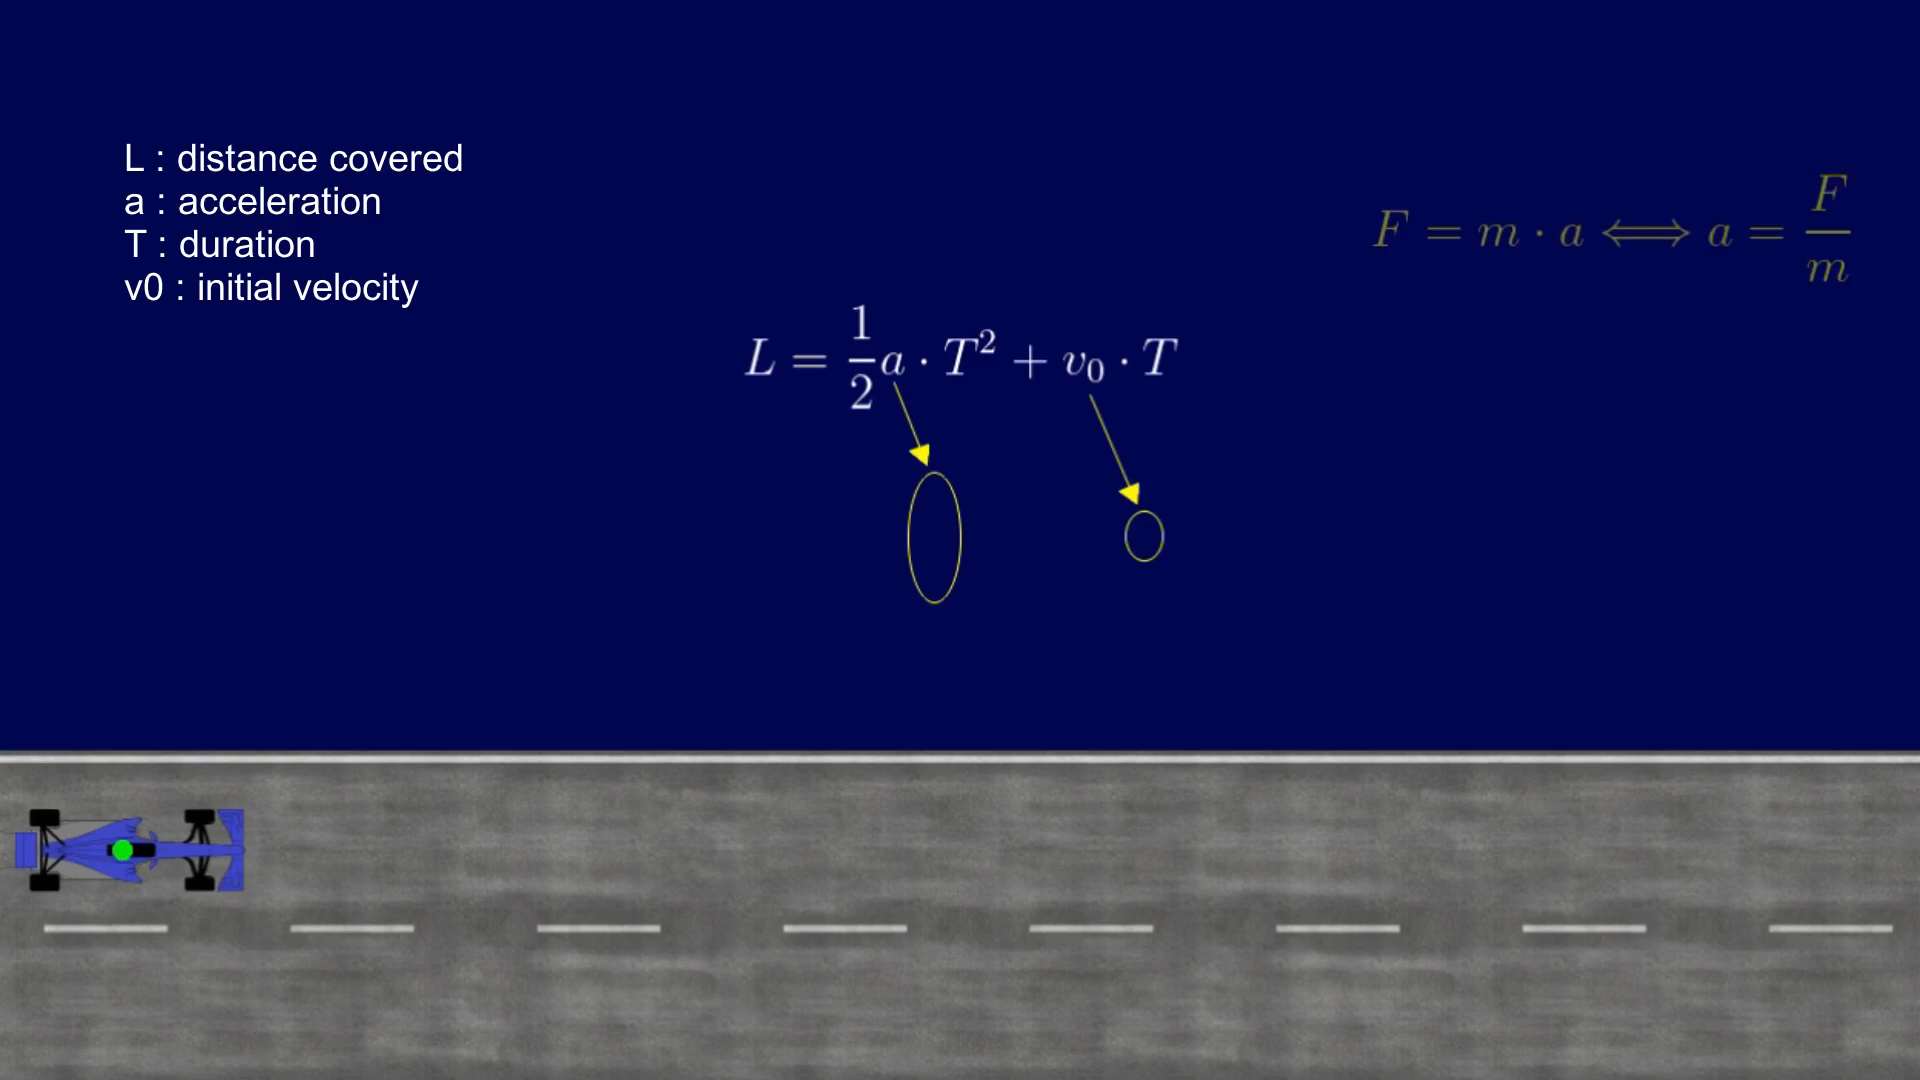 L : distance covered
a : acceleration
T : duration
v0 : initial velocity
F = m · a ⟺ a = F/m
L = 1/2 a · T² + v₀ · T